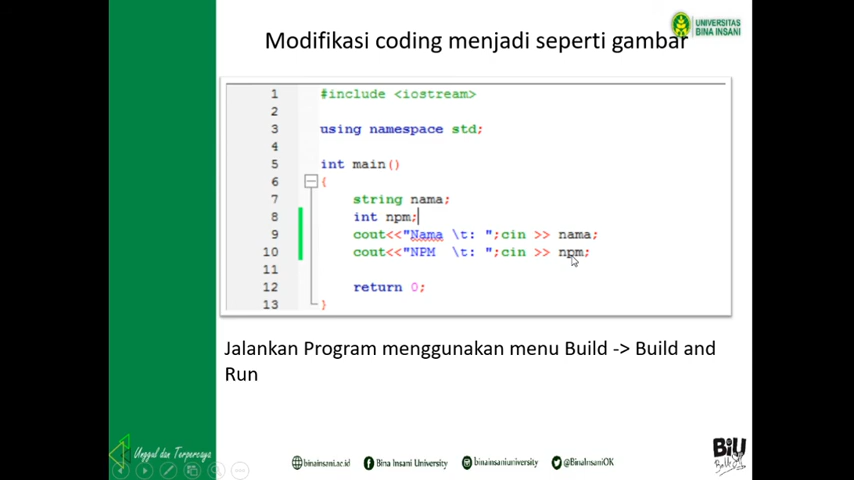 UNIVERSITAS
BINA INSANI
Modifikasi coding menjadi seperti gambar
1 #include <iostream>
2
3 using namespace std;
4
5 int main()
6 {
7 string nama;
8 int npm;
9 cout<<"Nama \t: ";cin >> nama;
10 cout<<"NPM \t: ";cin >> npm;
11
12 return 0;
13 }
Jalankan Program menggunakan menu Build -> Build and
Run
Unggul dan Terpercaya
binainsani.ac.id Bina Insani University binainsaniuniversity @BinaInsaniOK
BiU